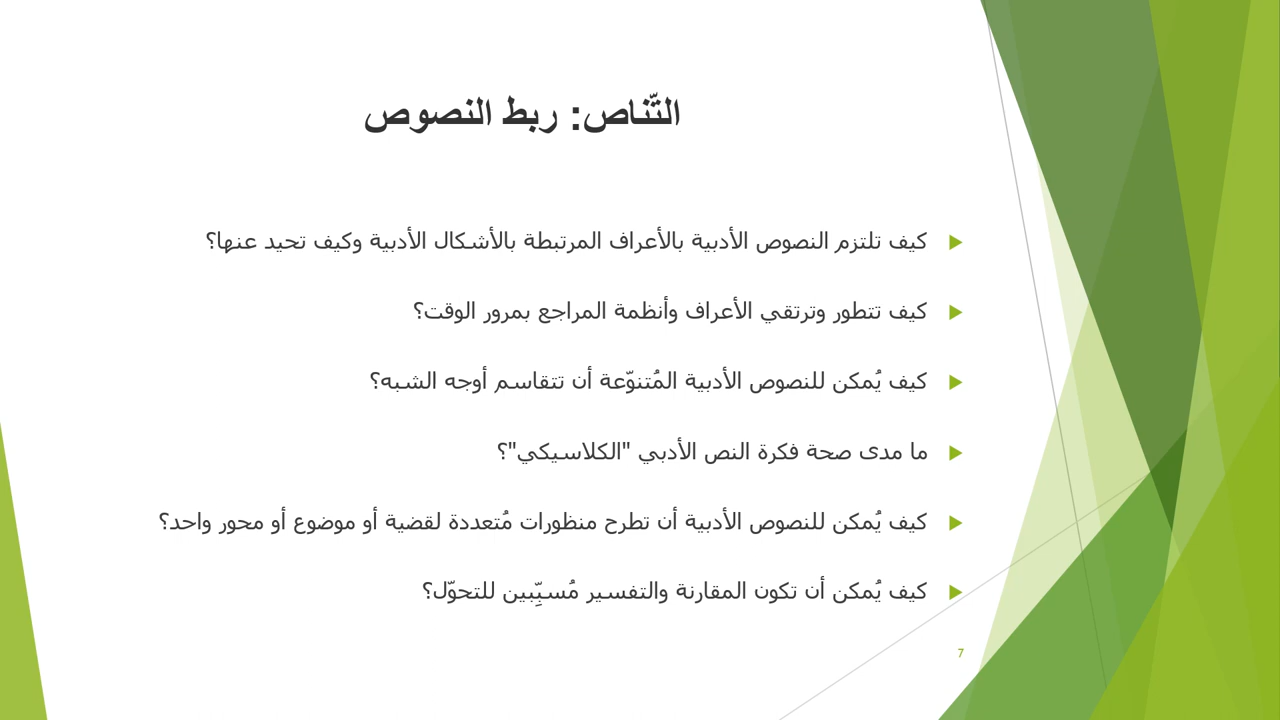 التّناص: ربط النصوص
كيف تلتزم النصوص الأدبية بالأعراف المرتبطة بالأشكال الأدبية وكيف تحيد عنها؟
كيف تتطور وترتقي الأعراف وأنظمة المراجع بمرور الوقت؟
كيف يُمكن للنصوص الأدبية المُتنوّعة أن تتقاسم أوجه الشبه؟
ما مدى صحة فكرة النص الأدبي "الكلاسيكي"؟
كيف يُمكن للنصوص الأدبية أن تطرح منظورات مُتعددة لقضية أو موضوع أو محور واحد؟
كيف يُمكن أن تكون المقارنة والتفسير مُسبِّبين للتحوّل؟
7